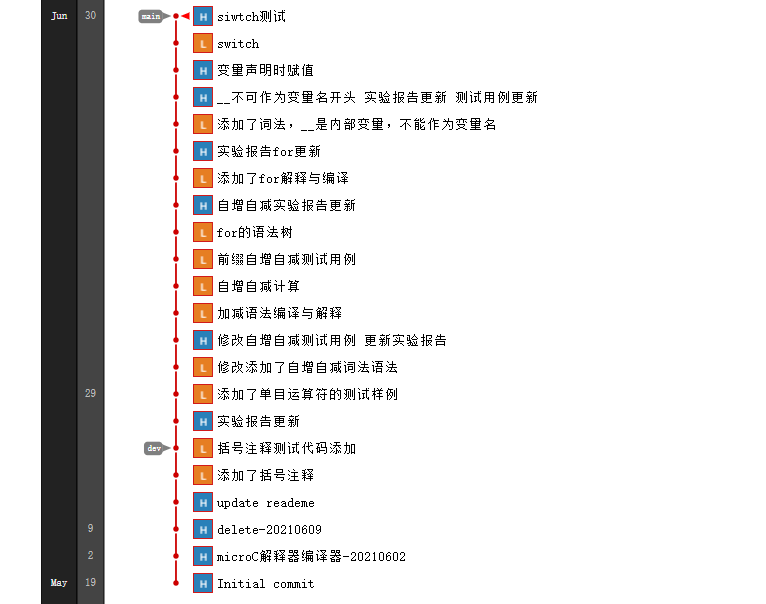 Jun 30 main H siwtch测试
L switch
H 变量声明时赋值
H __不可作为变量名开头 实验报告更新 测试用例更新
L 添加了词法，__是内部变量，不能作为变量名
H 实验报告for更新
L 添加了for解释与编译
H 自增自减实验报告更新
L for的语法树
L 前缀自增自减测试用例
L 自增自减计算
L 加减语法编译与解释
H 修改自增自减测试用例 更新实验报告
L 修改添加了自增自减词法语法
29 L 添加了单目运算符的测试样例
H 实验报告更新
dev L 括号注释测试代码添加
L 添加了括号注释
H update reademe
9 H delete-20210609
2 H microC解释器编译器-20210602
May 19 H Initial commit